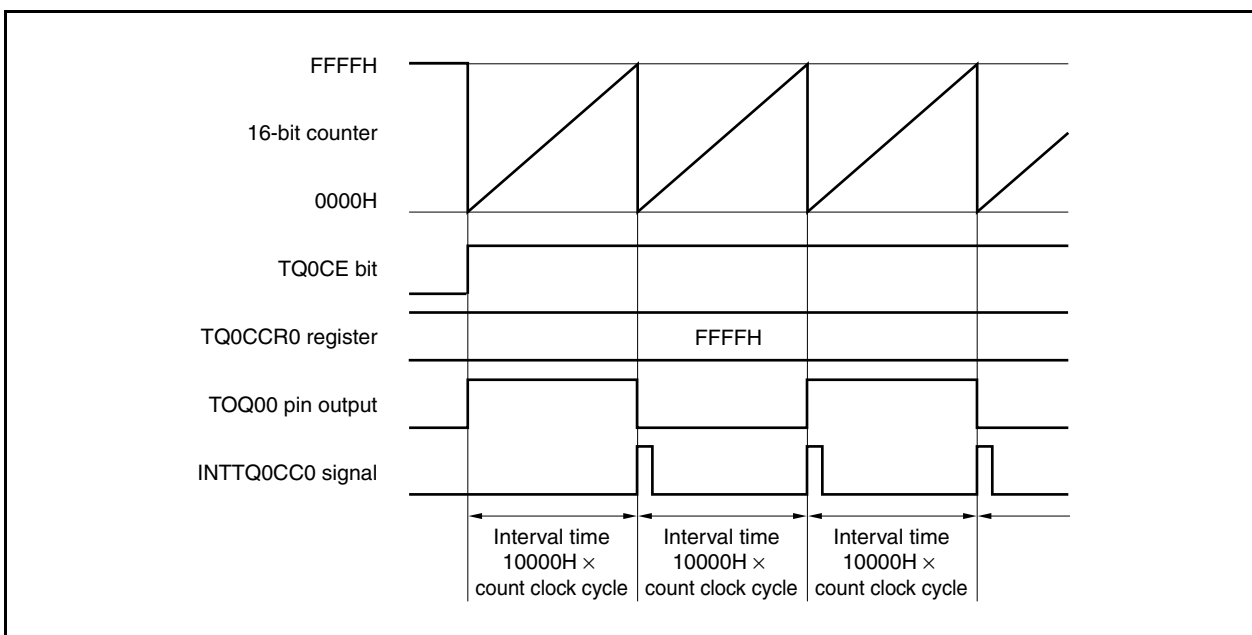 FFFFH
16-bit counter
0000H
TQ0CE bit
TQ0CCR0 register
FFFFH
TOQ00 pin output
INTTQ0CC0 signal
Interval time
10000H ×
count clock cycle
Interval time
10000H ×
count clock cycle
Interval time
10000H ×
count clock cycle